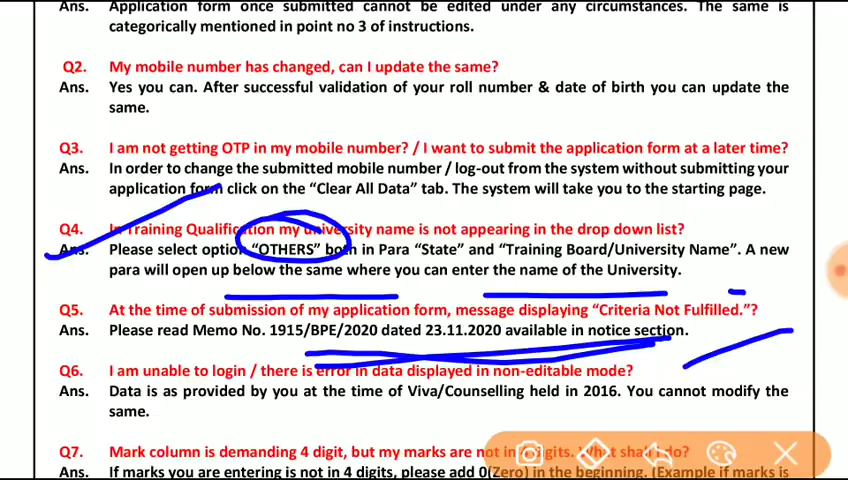 Ans. Application form once submitted cannot be edited under any circumstances. The same is
categorically mentioned in point no 3 of instructions.
Q2. My mobile number has changed, can I update the same?
Ans. Yes you can. After successful validation of your roll number & date of birth you can update the
same.
Q3. I am not getting OTP in my mobile number? / I want to submit the application form at a later time?
Ans. In order to change the submitted mobile number / log-out from the system without submitting your
application form click on the “Clear All Data” tab. The system will take you to the starting page.
Q4. In Training Qualification my university name is not appearing in the drop down list?
Ans. Please select option “OTHERS” both in Para “State” and “Training Board/University Name”. A new
para will open up below the same where you can enter the name of the University.
Q5. At the time of submission of my application form, message displaying “Criteria Not Fulfilled.”?
Ans. Please read Memo No. 1915/BPE/2020 dated 23.11.2020 available in notice section.
Q6. I am unable to login / there is error in data displayed in non-editable mode?
Ans. Data is as provided by you at the time of Viva/Counselling held in 2016. You cannot modify the
same.
Q7. Mark column is demanding 4 digit, but my marks are not in 4 digits. What shall I do?
Ans. If marks you are entering is not in 4 digits, please add 0(Zero) in the beginning. (Example if marks is